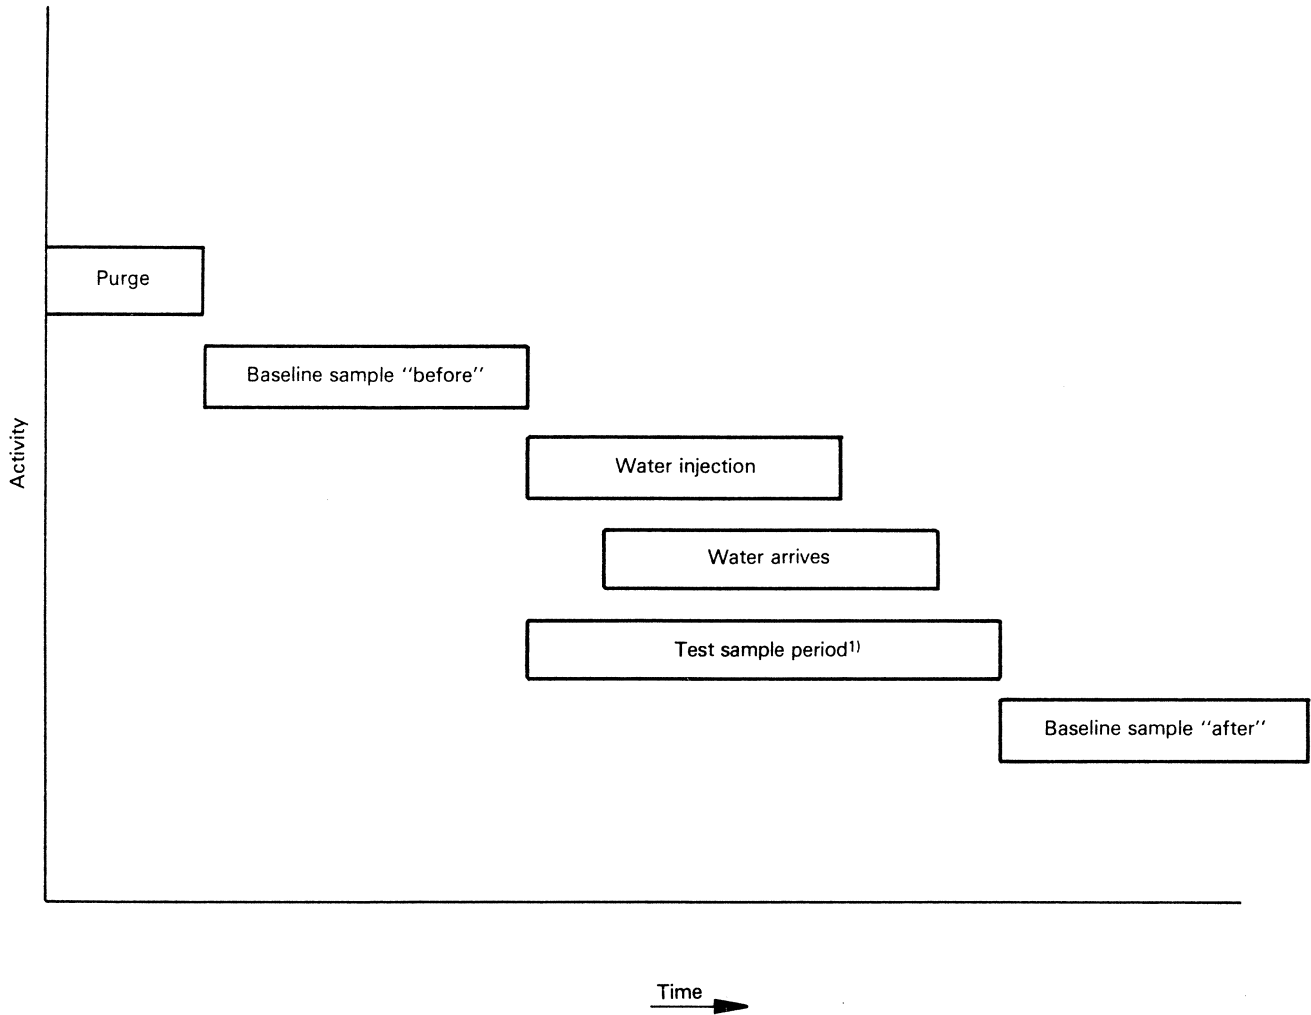 Purge
Baseline sample ‘‘before’’
Activity
Water injection
Water arrives
Test sample period1)
Baseline sample ‘‘after’’
Time